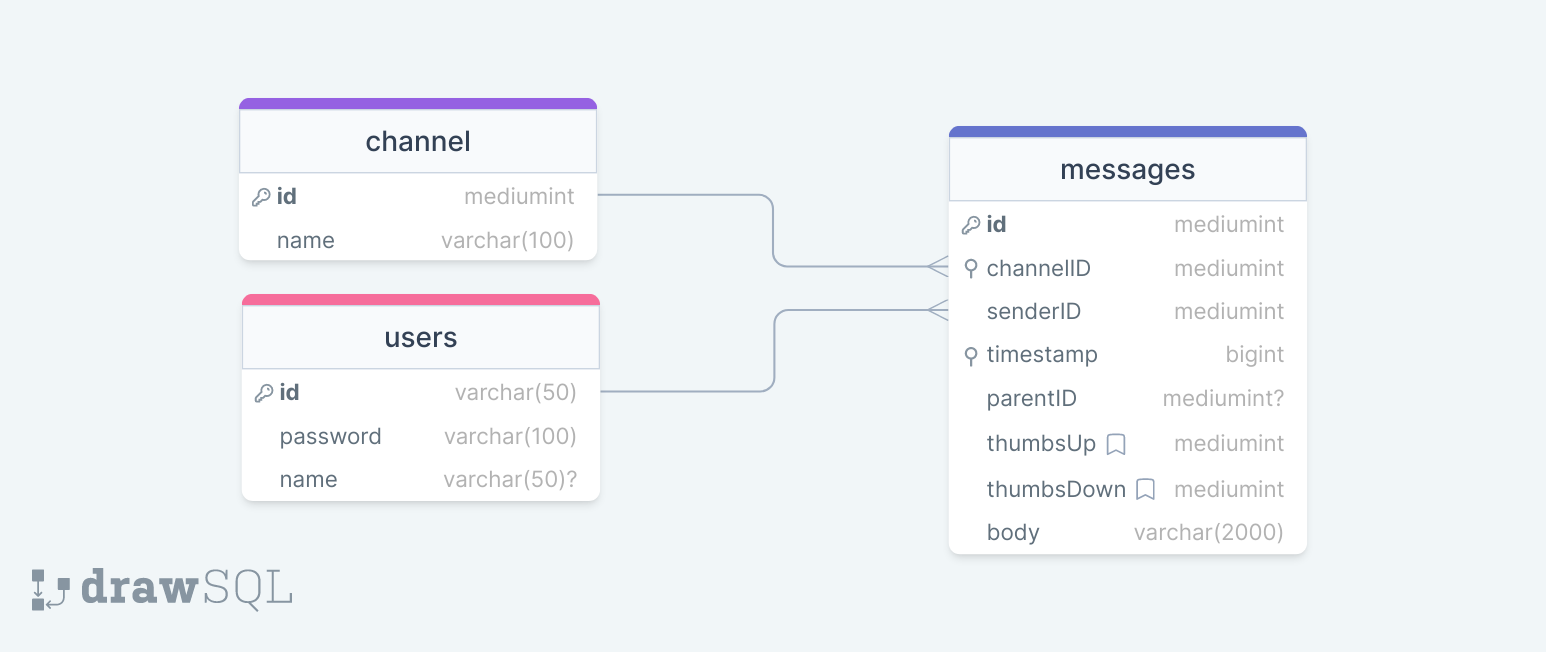 channel
id mediumint
name varchar(100)
users
id varchar(50)
password varchar(100)
name varchar(50)?
messages
id mediumint
channelID mediumint
senderID mediumint
timestamp bigint
parentID mediumint?
thumbsUp mediumint
thumbsDown mediumint
body varchar(2000)
drawSQL